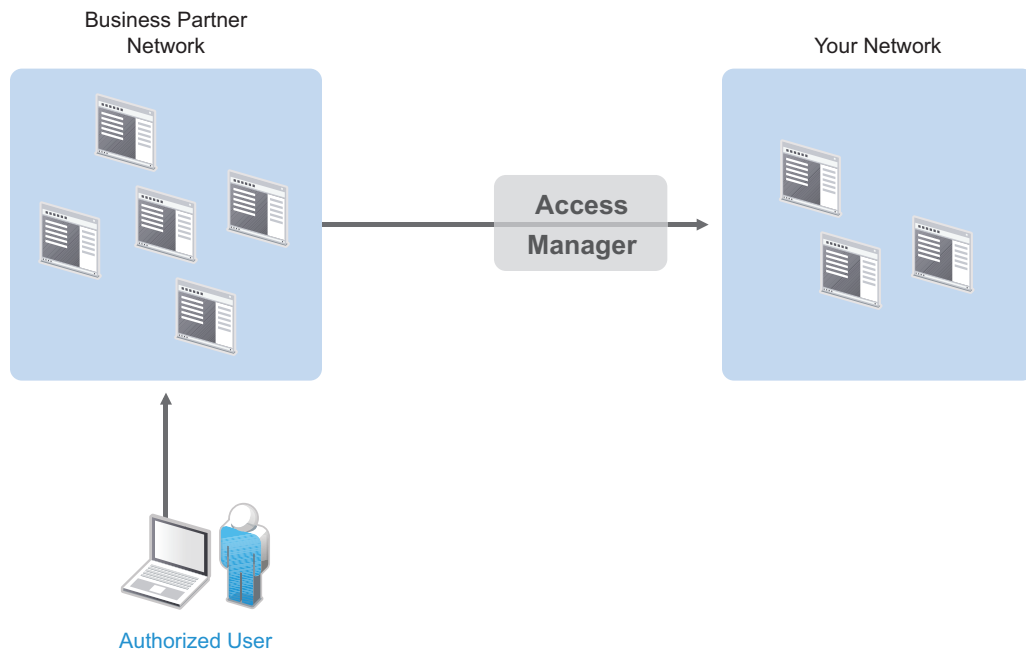 Business Partner
Network
Your Network
Access
Manager
Authorized User